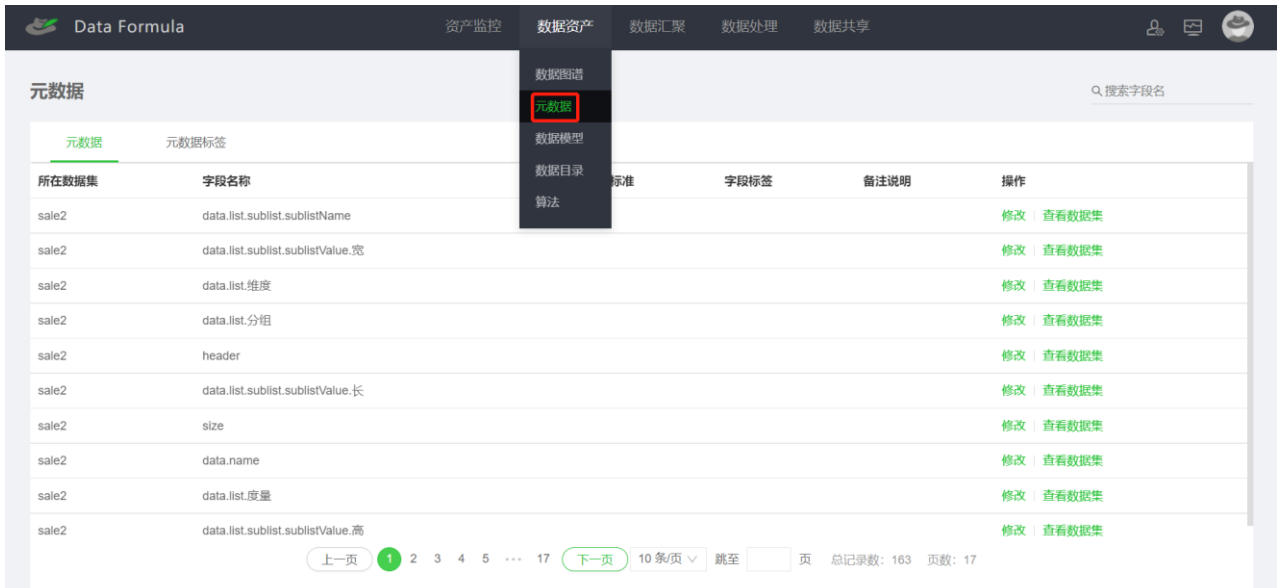 Data Formula 资产监控 数据资产 数据汇聚 数据处理 数据共享
数据图谱
元数据
数据模型
数据目录
算法
元数据 搜索字段名
元数据 元数据标签
所在数据集 字段名称 标准 字段标签 备注说明 操作
sale2 data.list.sublist.sublistName 修改 查看数据集
sale2 data.list.sublist.sublistValue.宽 修改 查看数据集
sale2 data.list.维度 修改 查看数据集
sale2 data.list.分组 修改 查看数据集
sale2 header 修改 查看数据集
sale2 data.list.sublist.sublistValue.长 修改 查看数据集
sale2 size 修改 查看数据集
sale2 data.name 修改 查看数据集
sale2 data.list.度量 修改 查看数据集
sale2 data.list.sublist.sublistValue.高 修改 查看数据集
上一页 1 2 3 4 5 ··· 17 下一页 10 条/页 跳至 页 总记录数：163 页数：17